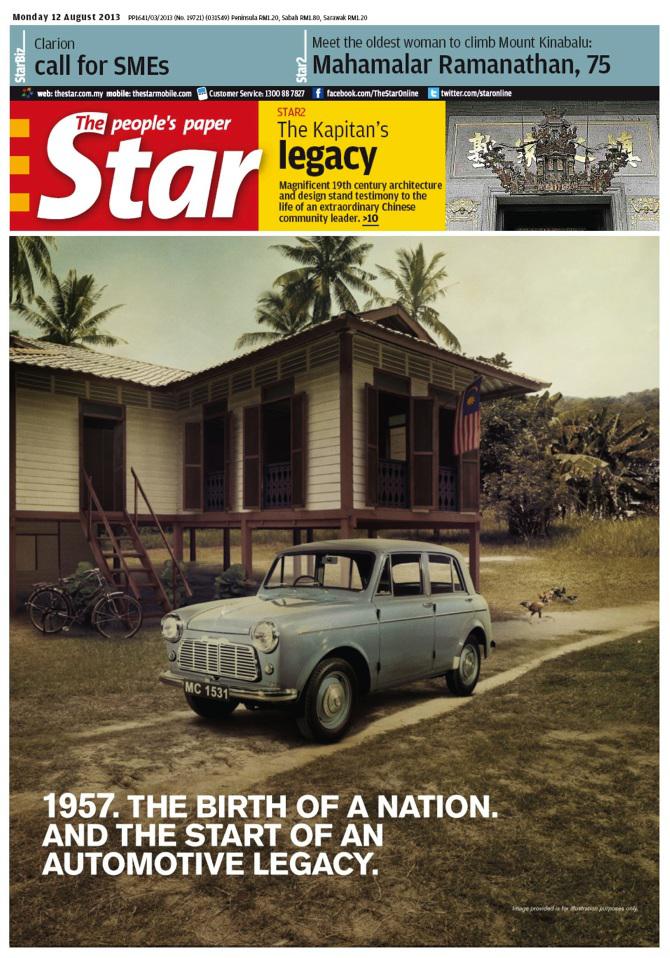 Monday 12 August 2013 PP1641/03/2013 (No. 19721) (031549) Peninsula RM1.20, Sabah RM1.80, Sarawak RM1.20
StarBiz
Clarion
call for SMEs
Star2
Meet the oldest woman to climb Mount Kinabalu:
Mahamalar Ramanathan, 75
web: thestar.com.my mobile: thestarmobile.com Customer Service: 1300 88 7827 facebook.com/TheStarOnline twitter.com/staronline
The people's paper
Star
STAR2
The Kapitan's
legacy
Magnificent 19th century architecture
and design stand testimony to the
life of an extraordinary Chinese
community leader. >10
MC 1531
1957. THE BIRTH OF A NATION.
AND THE START OF AN
AUTOMOTIVE LEGACY.
Image provided is for illustration purposes only.